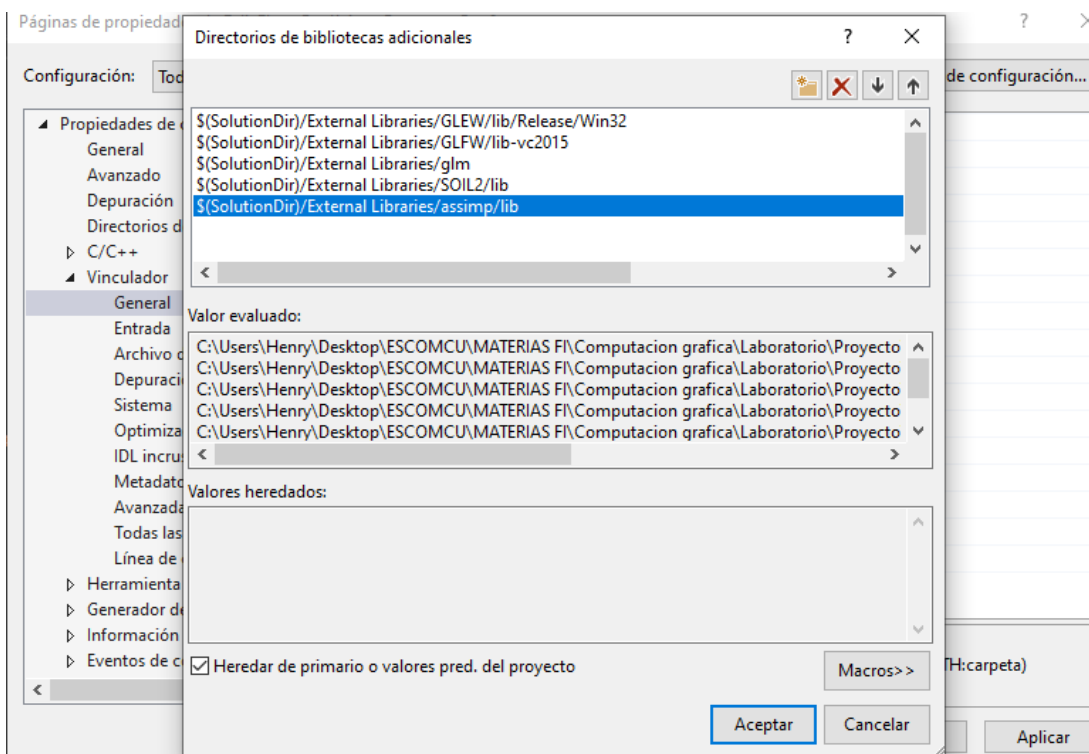 Páginas de propiedad
Directorios de bibliotecas adicionales
?
?
Configuración:
Tod
de configuración...
$(SolutionDir)/External Libraries/GLEW/lib/Release/Win32
$(SolutionDir)/External Libraries/GLFW/lib-vc2015
$(SolutionDir)/External Libraries/glm
$(SolutionDir)/External Libraries/SOIL2/lib
$(SolutionDir)/External Libraries/assimp/lib
Propiedades de
General
Avanzado
Depuración
Directorios d
C/C++
Vinculador
General
Entrada
Archivo
Depuraci
Sistema
Optimiza
IDL incru
Metadato
Avanzada
Todas las
Línea de
Herramienta
Generador de
Información
Eventos de c
Valor evaluado:
C:\Users\Henry\Desktop\ESCOMCU\MATERIAS FI\Computacion grafica\Laboratorio\Proyecto
C:\Users\Henry\Desktop\ESCOMCU\MATERIAS FI\Computacion grafica\Laboratorio\Proyecto
C:\Users\Henry\Desktop\ESCOMCU\MATERIAS FI\Computacion grafica\Laboratorio\Proyecto
C:\Users\Henry\Desktop\ESCOMCU\MATERIAS FI\Computacion grafica\Laboratorio\Proyecto
C:\Users\Henry\Desktop\ESCOMCU\MATERIAS FI\Computacion grafica\Laboratorio\Proyecto
Valores heredados:
Heredar de primario o valores pred. del proyecto
Macros>>
TH:carpeta)
Aceptar
Cancelar
Aplicar